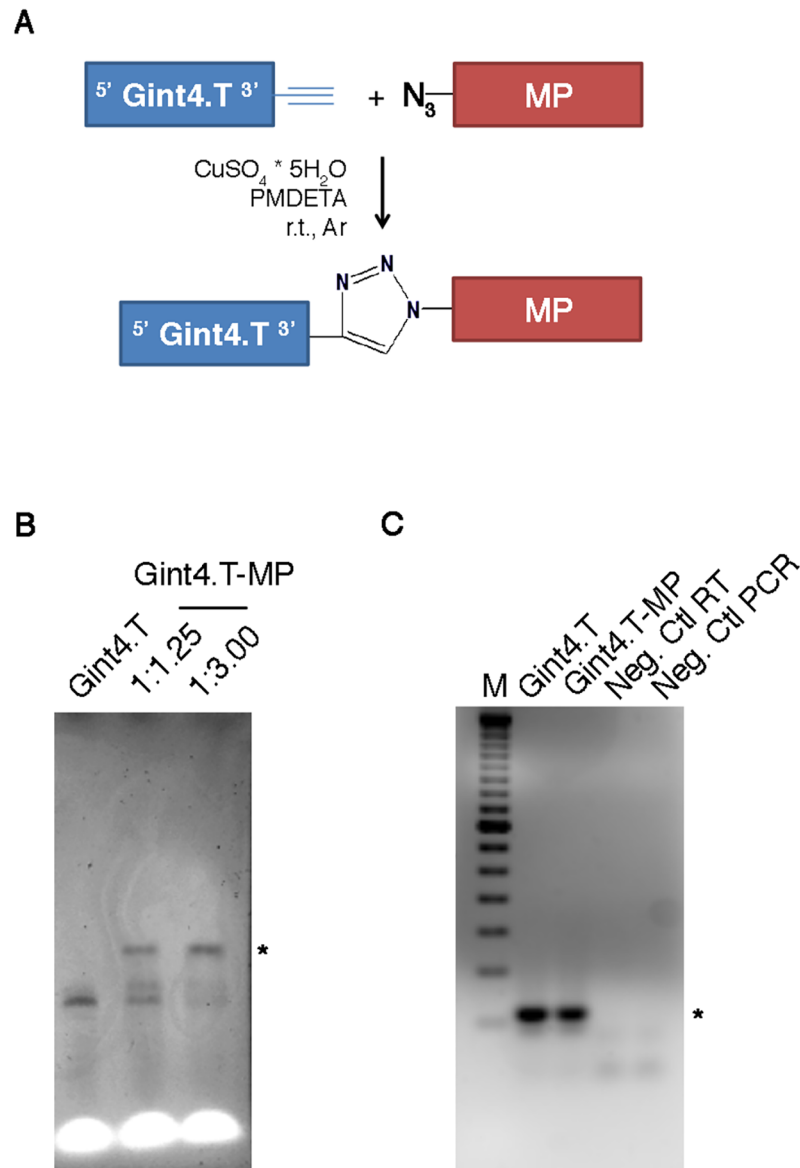 A
5' Gint4.T 3' + N3 MP
CuSO4 * 5H2O
PMDETA
r.t., Ar
N N
N
5' Gint4.T 3' MP
B
Gint4.T-MP
Gint4.T 1:1.25 1:3.00
*
C
M Gint4.T Gint4.T-MP Neg. Ctl RT Neg. Ctl PCR
*